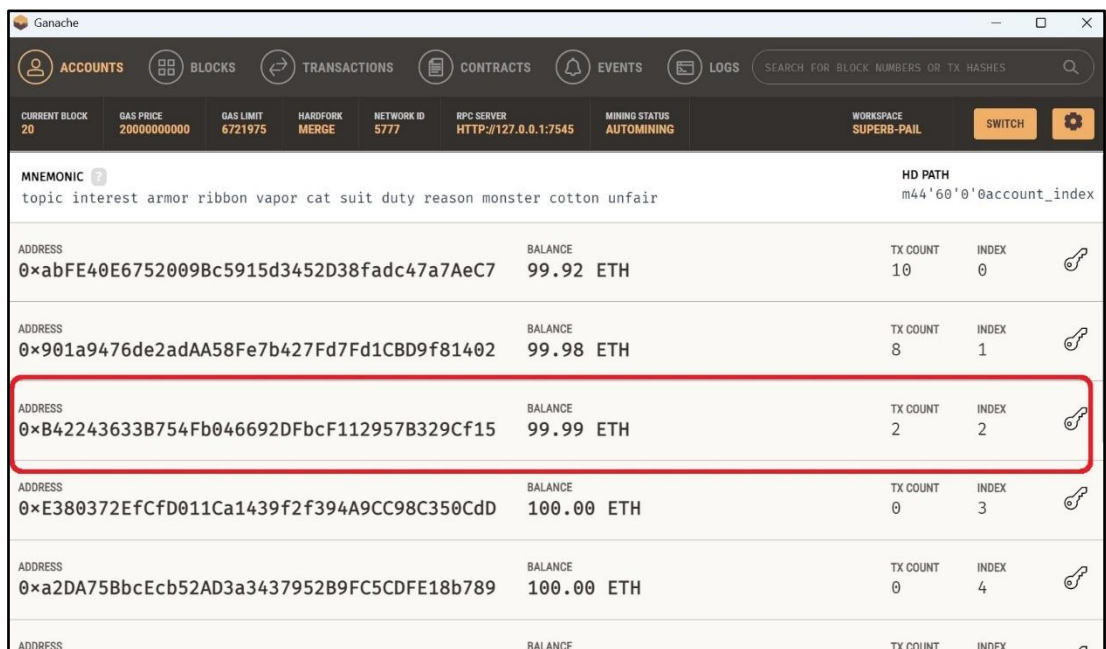 Ganache
ACCOUNTS BLOCKS TRANSACTIONS CONTRACTS EVENTS LOGS SEARCH FOR BLOCK NUMBERS OR TX HASHES
CURRENT BLOCK GAS PRICE GAS LIMIT HARDFORK NETWORK ID RPC SERVER MINING STATUS WORKSPACE
20 20000000000 6721975 MERGE 5777 HTTP://127.0.0.1:7545 AUTOMINING SUPERB-PAIL SWITCH
MNEMONIC ? HD PATH
topic interest armor ribbon vapor cat suit duty reason monster cotton unfair m44'60'0'0account_index
ADDRESS BALANCE TX COUNT INDEX
0×abFE40E6752009Bc5915d3452D38fadc47a7AeC7 99.92 ETH 10 0
ADDRESS BALANCE TX COUNT INDEX
0×901a9476de2adAA58Fe7b427Fd7Fd1CBD9f81402 99.98 ETH 8 1
ADDRESS BALANCE TX COUNT INDEX
0×B42243633B754Fb046692DFbcF112957B329Cf15 99.99 ETH 2 2
ADDRESS BALANCE TX COUNT INDEX
0×E380372EfCfD011Ca1439f2f394A9CC98C350CdD 100.00 ETH 0 3
ADDRESS BALANCE TX COUNT INDEX
0×a2DA75BbcEcb52AD3a3437952B9FC5CDFE18b789 100.00 ETH 0 4
ADDRESS BALANCE TX COUNT INDEX